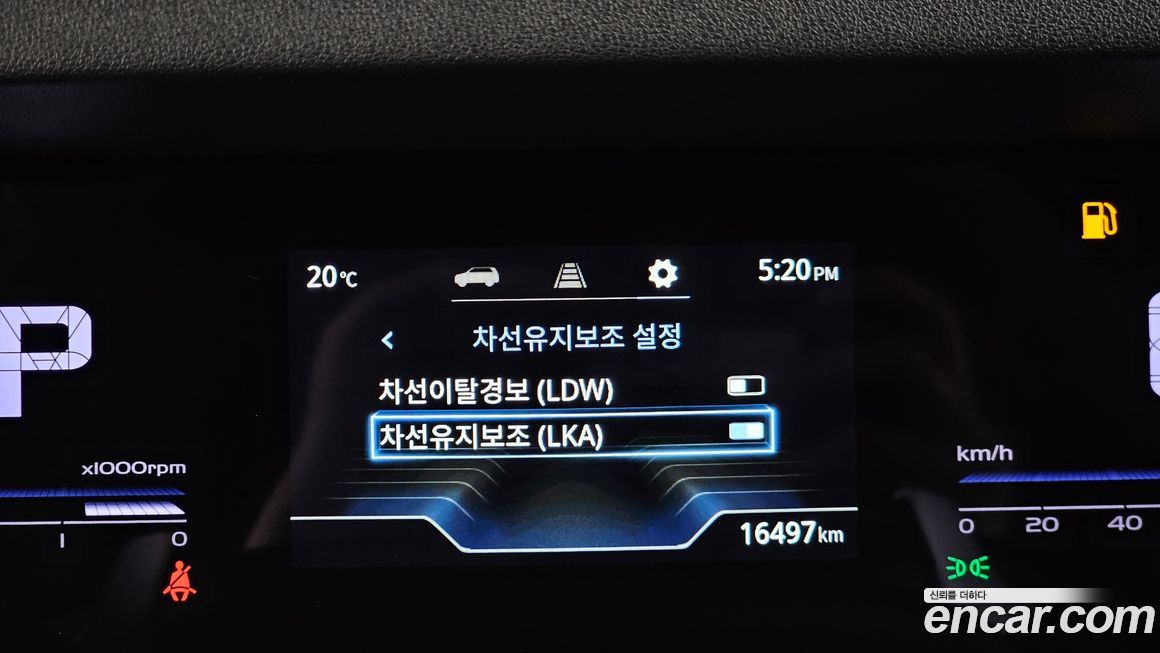 20℃
5:20PM
차선유지보조 설정
차선이탈경보 (LDW)
차선유지보조 (LKA)
P
x1000rpm
1 0
km/h
0 20 40
16497km
신뢰를 더하다
encar.com